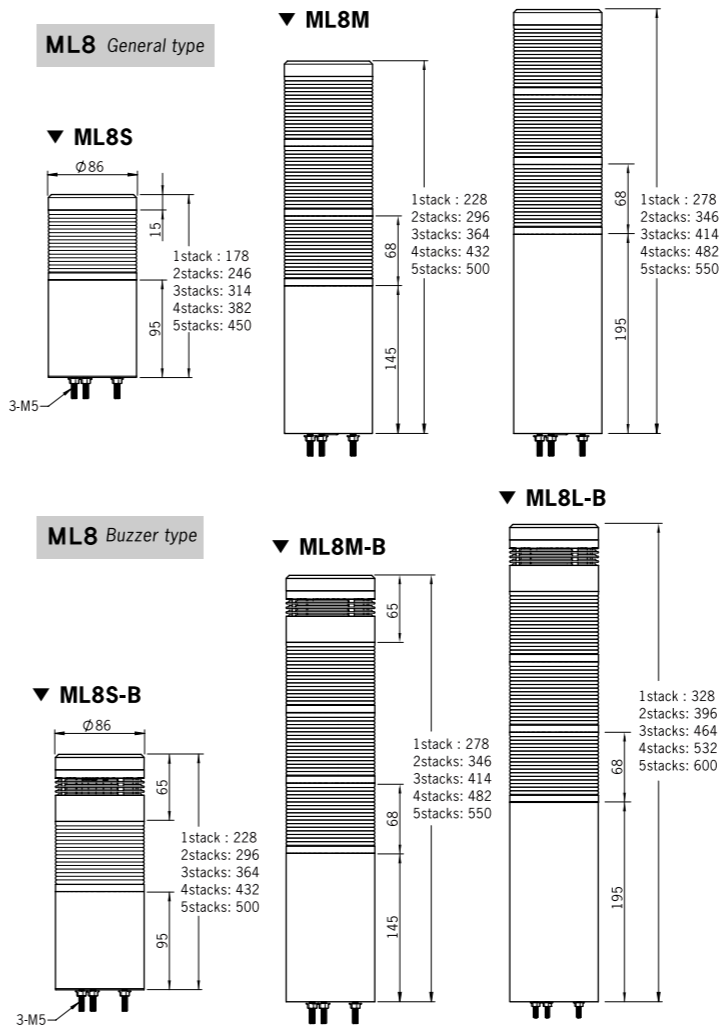 ML8 General type
▼ ML8M
▼ ML8S
Ø86
15
95
1stack : 178
2stacks: 246
3stacks: 314
4stacks: 382
5stacks: 450
3-M5
68
145
1stack : 228
2stacks: 296
3stacks: 364
4stacks: 432
5stacks: 500
68
195
1stack : 278
2stacks: 346
3stacks: 414
4stacks: 482
5stacks: 550
ML8 Buzzer type
▼ ML8L-B
▼ ML8M-B
▼ ML8S-B
Ø86
65
95
1stack : 228
2stacks: 296
3stacks: 364
4stacks: 432
5stacks: 500
3-M5
65
68
145
1stack : 278
2stacks: 346
3stacks: 414
4stacks: 482
5stacks: 550
68
195
1stack : 328
2stacks: 396
3stacks: 464
4stacks: 532
5stacks: 600